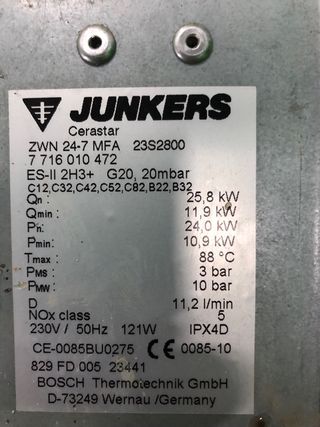 JUNKERS
Cerastar
ZWN 24-7 MFA 23S2800
7 716 010 472
ES-II 2H3+ G20, 20mbar
C12,C32,C42,C52,C82,B22,B32
Qn : 25,8 kW
Qmin : 11,9 kW
Pn: 24,0 kW
Pmin: 10,9 kW
Tmax : 88 °C
PMS : 3 bar
PMW : 10 bar
D 11,2 l/min
NOx class 5
230V / 50Hz 121W IPX4D
CE-0085BU0275 CE 0085-10
829 FD 005 23441
BOSCH Thermotechnik GmbH
D-73249 Wernau /Germany